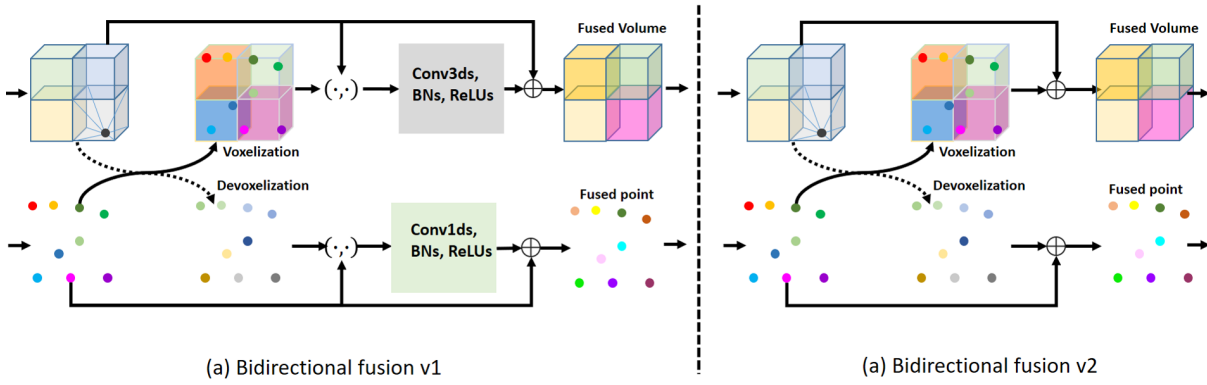 Fused Volume
(·,·)
Conv3ds,
BNs, ReLUs
Voxelization
Devoxelization
Fused point
(·,·)
Conv1ds,
BNs, ReLUs
(a) Bidirectional fusion v1
Fused Volume
Voxelization
Devoxelization
Fused point
(a) Bidirectional fusion v2